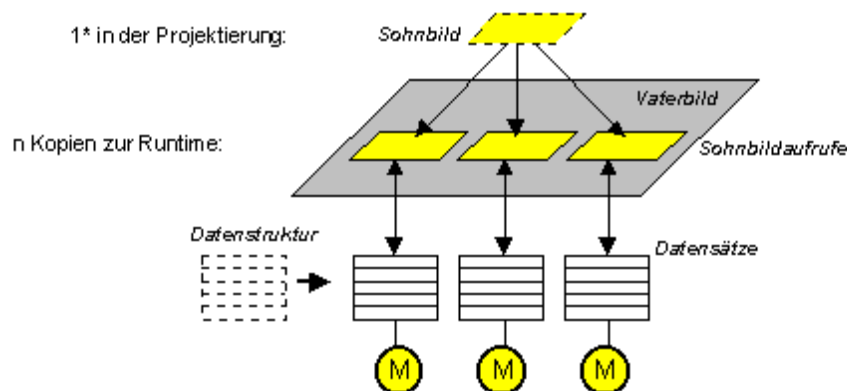 1* in der Projektierung:
Sohnbild
Vaterbild
n Kopien zur Runtime:
Sohnbildaufrufe
Datenstruktur
Datensätze
M
M
M